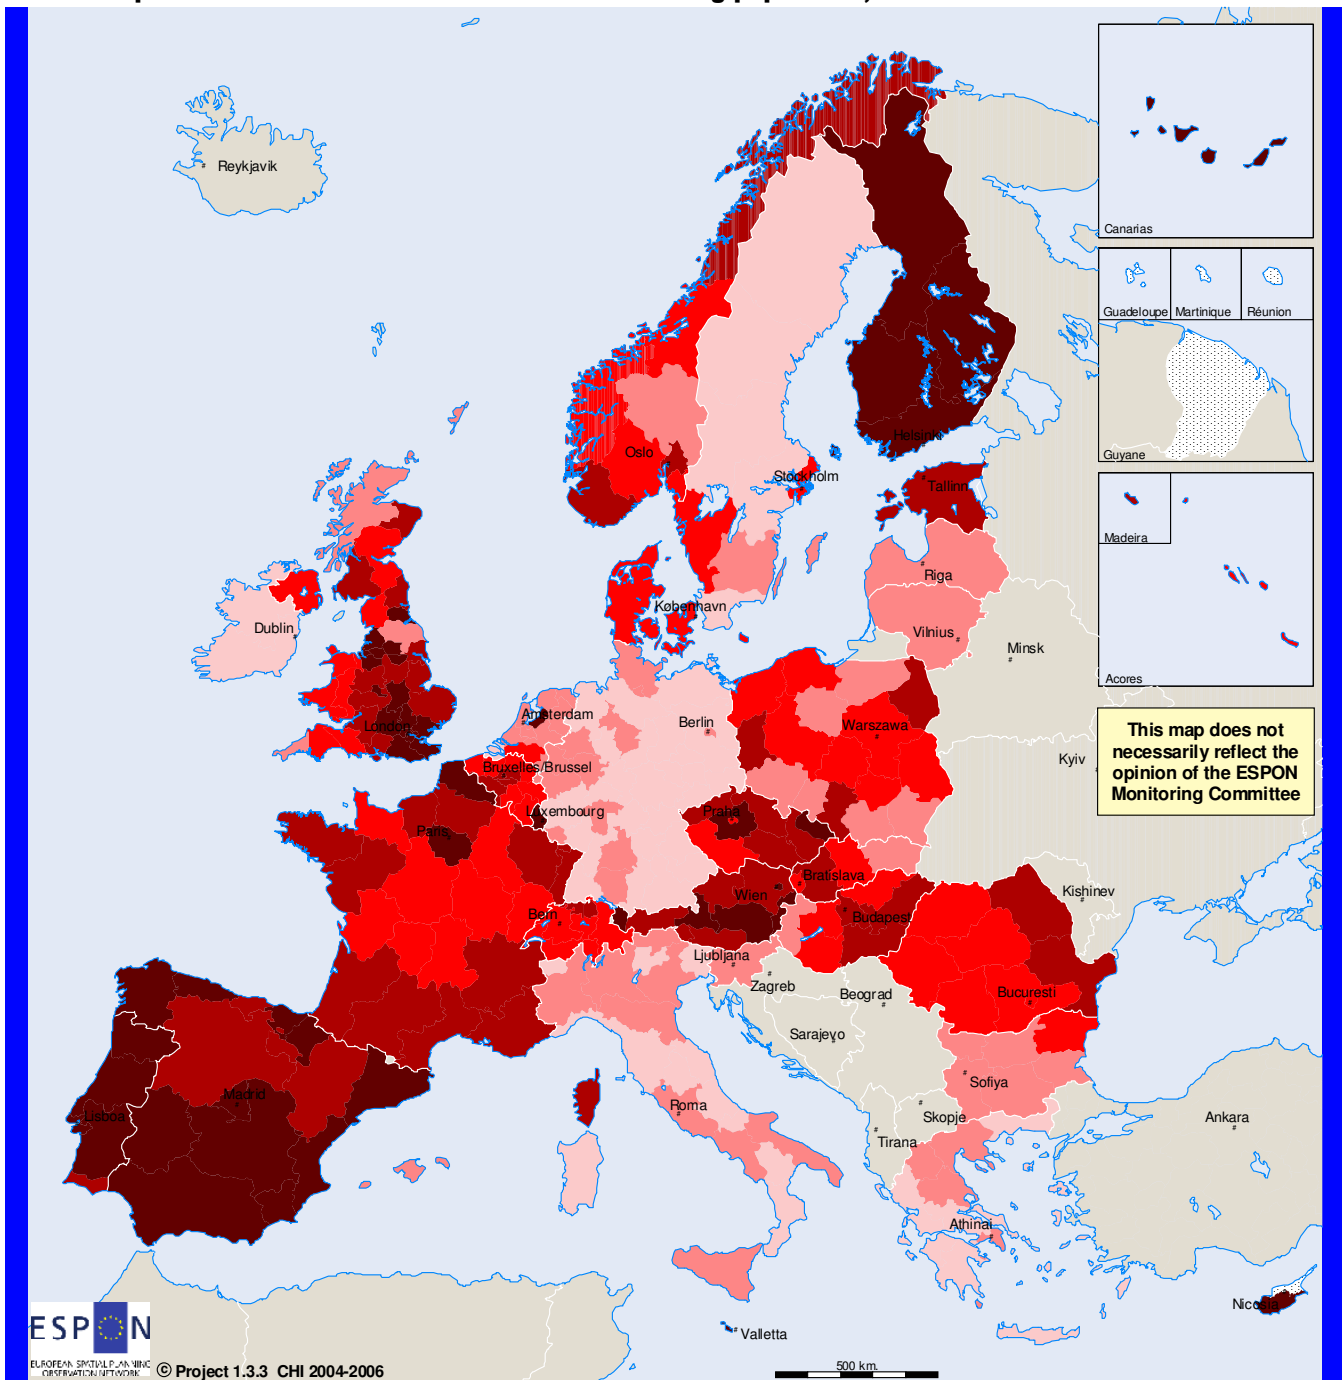 Reykjavik
Canarias
Guadeloupe
Martinique
Réunion
Guyane
Helsinki
Oslo
Stockholm
Tallinn
Madeira
Riga
København
Dublin
Vilnius
Minsk
Acores
Amsterdam
Berlin
London
Warszawa
This map does not
necessarily reflect the
opinion of the ESPON
Monitoring Committee
Kyiv
Bruxelles/Brussel
Luxembourg
Praha
Paris
Bratislava
Wien
Kishinev
Bern
Budapest
Ljubljana
Zagreb
Beograd
Bucuresti
Sarajevo
Sofiya
Madrid
Lisboa
Roma
Skopje
Ankara
Tirana
Athinai
Nicosia
Valletta
ESPON
EUROPEAN SPATIAL PLANNING
OBSERVATION NETWORK
© Project 1.3.3 CHI 2004-2006
500 km.